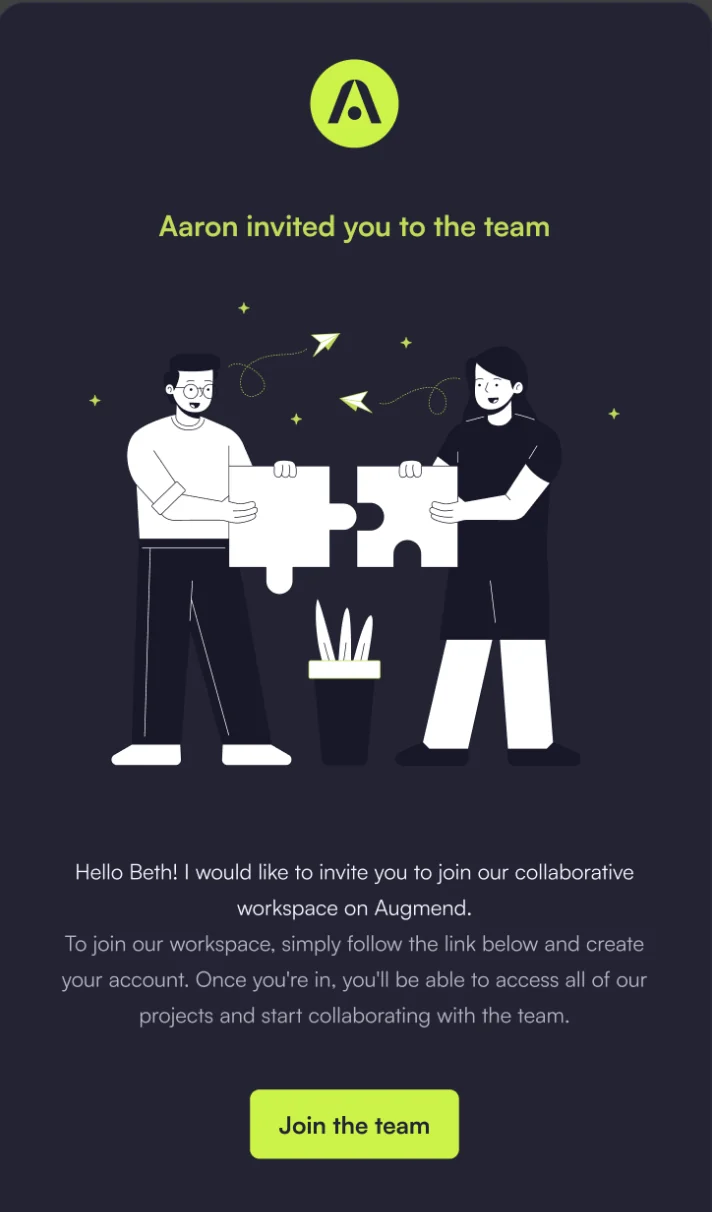 Aaron invited you to the team
Hello Beth! I would like to invite you to join our collaborative
workspace on Augmend.
To join our workspace, simply follow the link below and create
your account. Once you're in, you'll be able to access all of our
projects and start collaborating with the team.
Join the team